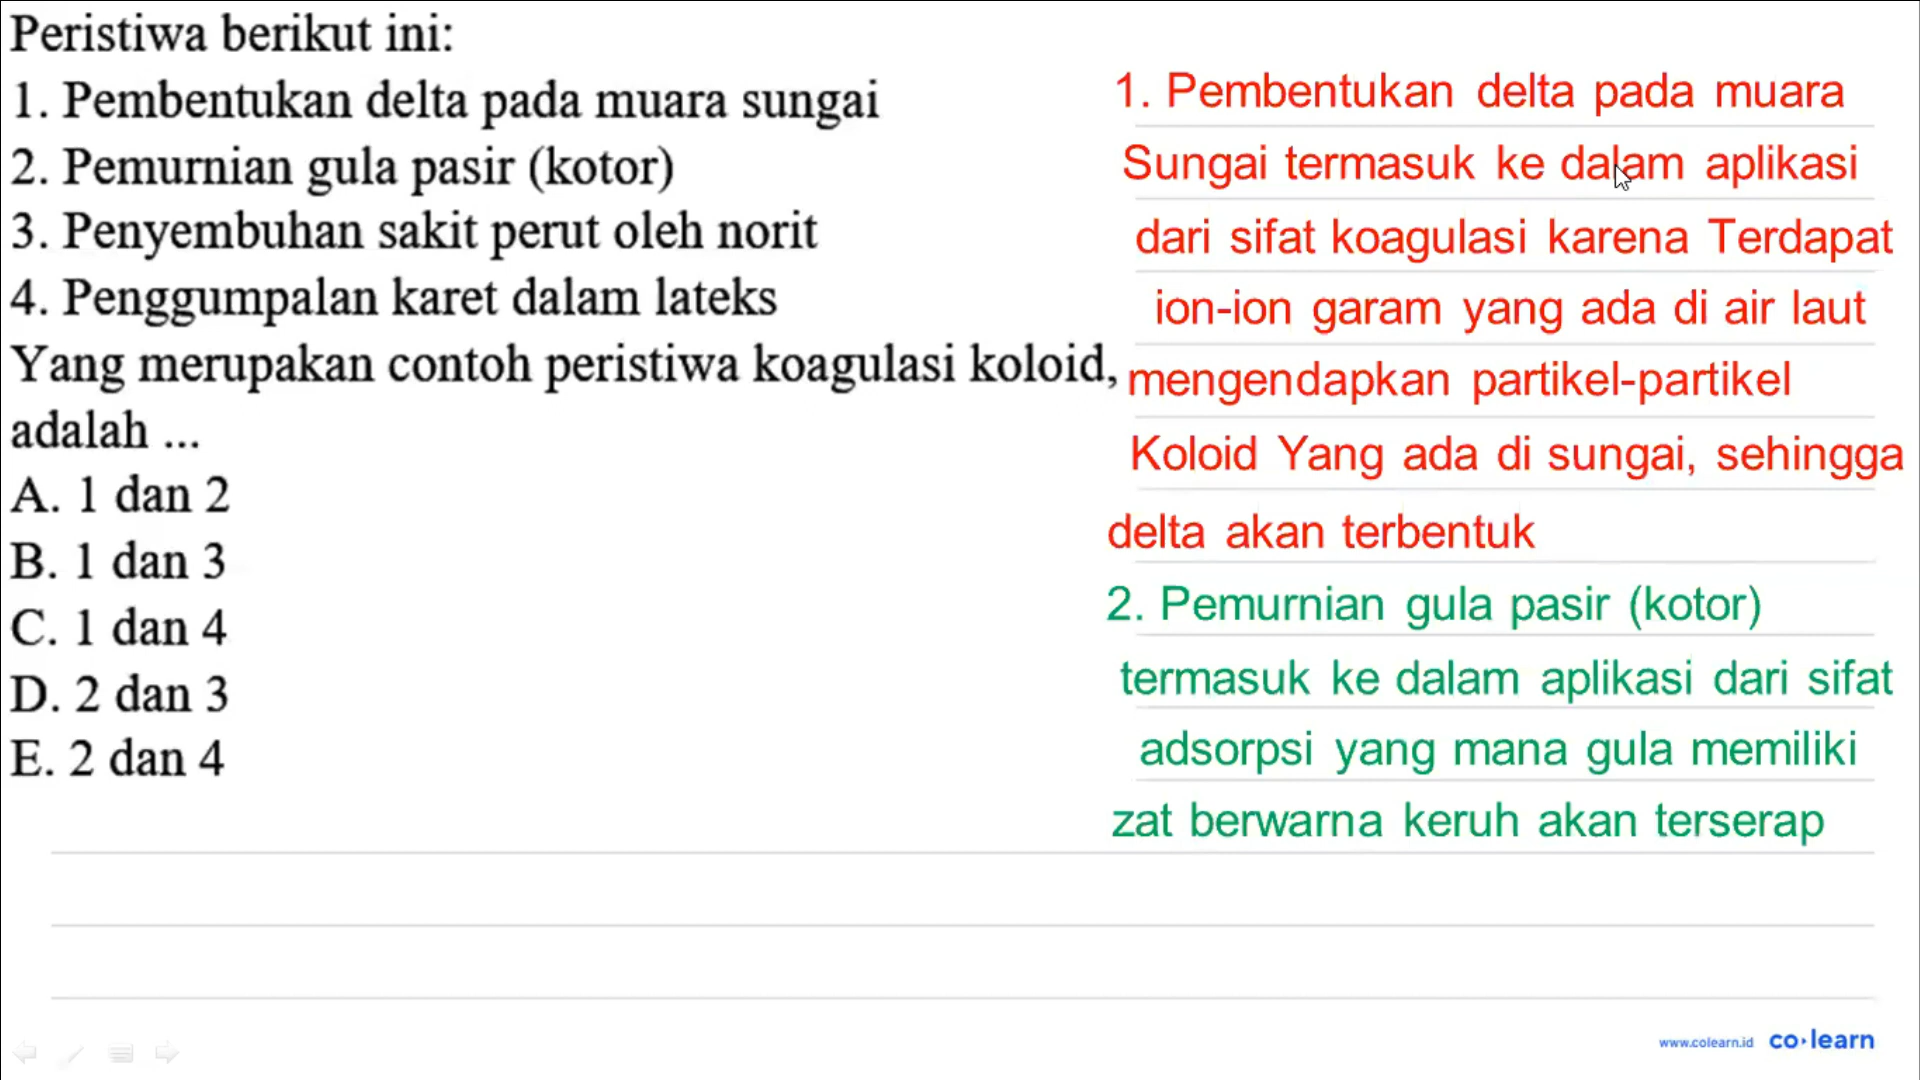 Peristiwa berikut ini:
1. Pembentukan delta pada muara sungai
2. Pemurnian gula pasir (kotor)
3. Penyembuhan sakit perut oleh norit
4. Penggumpalan karet dalam lateks
Yang merupakan contoh peristiwa koagulasi koloid,
adalah ...
A. 1 dan 2
B. 1 dan 3
C. 1 dan 4
D. 2 dan 3
E. 2 dan 4
1. Pembentukan delta pada muara
Sungai termasuk ke dalam aplikasi
dari sifat koagulasi karena Terdapat
ion-ion garam yang ada di air laut
mengendapkan partikel-partikel
Koloid Yang ada di sungai, sehingga
delta akan terbentuk
2. Pemurnian gula pasir (kotor)
termasuk ke dalam aplikasi dari sifat
adsorpsi yang mana gula memiliki
zat berwarna keruh akan terserap
www.colearn.id co·learn